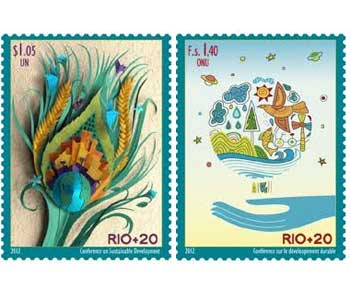 $1.05
UN
RIO+20
2012 Conference on Sustainable Development
F.s. 1,40
ONU
RIO+20
2012 Conférence sur le développement durable